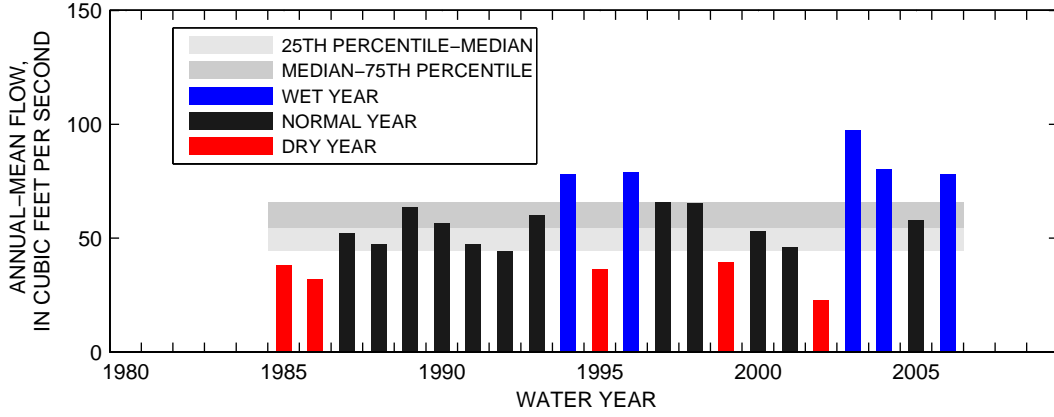 150
100
50
0
ANNUAL−MEAN FLOW,
IN CUBIC FEET PER SECOND
25TH PERCENTILE−MEDIAN
MEDIAN−75TH PERCENTILE
WET YEAR
NORMAL YEAR
DRY YEAR
1980 1985 1990 1995 2000 2005
WATER YEAR